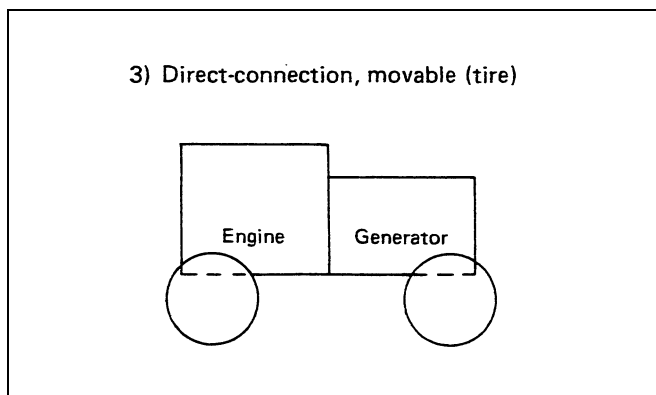 3) Direct-connection, movable (tire)
Engine
Generator